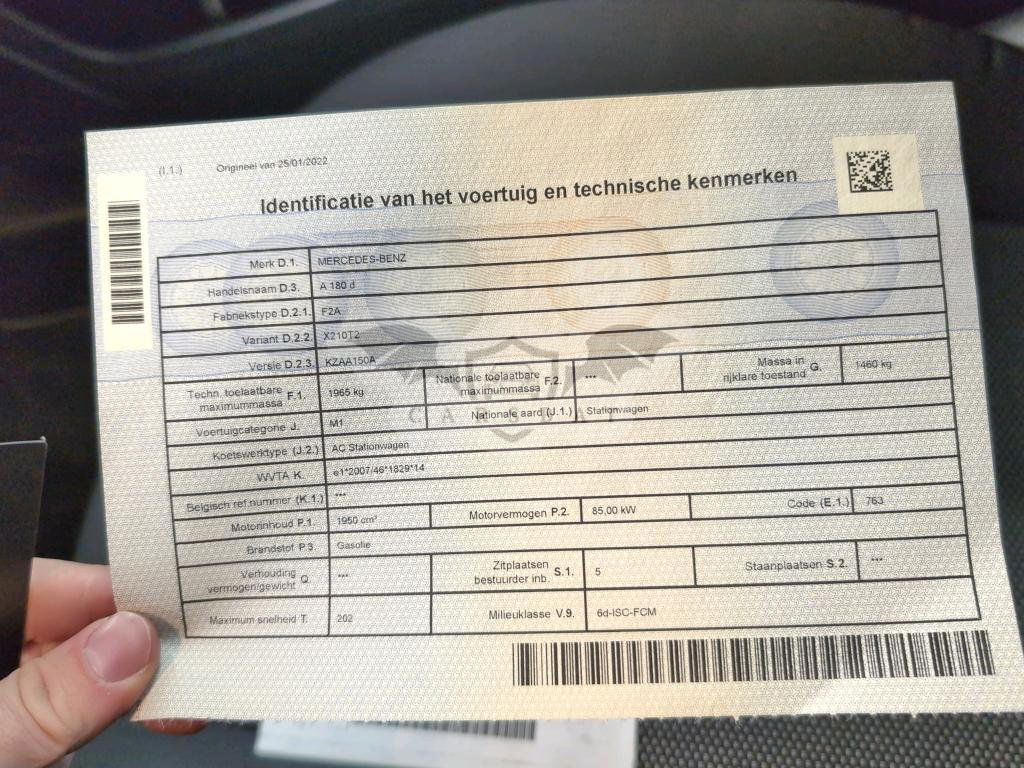 (I.1.) Origineel van 25/01/2022
Identificatie van het voertuig en technische kenmerken
Merk D.1. MERCEDES-BENZ
Handelsnaam D.3. A 180 d
Fabriekstype D.2.1. F2A
Variant D.2.2. X210T2
Versie D.2.3. KZAA150A
Techn. toelaatbare maximummassa F.1. 1965 kg Nationale toelaatbare maximummassa F.2. --- Massa in rijklare toestand G. 1460 kg
Voertuigcategorie J. M1 Nationale aard (J.1.) Stationwagen
Koetswerktype (J.2.) AC Stationwagen
WVTA K. e1*2007/46*1829*14
Belgisch ref.nummer (K.1.) ---
Motorinhoud P.1. 1950 cm³ Motorvermogen P.2. 85,00 kW Code (E.1.) 763
Brandstof P.3. Gasolie
Verhouding vermogen/gewicht Q. --- Zitplaatsen bestuurder inb. S.1. 5 Staanplaatsen S.2. ---
Maximum snelheid T. 202 Milieuklasse V.9. 6d-ISC-FCM